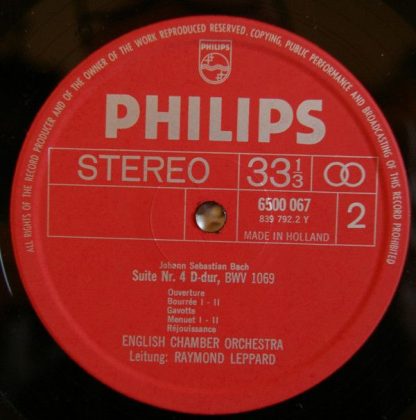 ALL RIGHTS OF THE RECORD PRODUCER AND OF THE OWNER OF THE WORK REPRODUCED RESERVED. COPYING, PUBLIC PERFORMANCE AND BROADCASTING OF THIS RECORD PROHIBITED
PHILIPS
PHILIPS
STEREO 33 1/3
6500 067
839 792.2 Y
2
MADE IN HOLLAND
Johann Sebastian Bach
Suite Nr. 4 D-dur, BWV 1069
Ouverture
Bourrée I - II
Gavotte
Menuet I - II
Réjouissance
ENGLISH CHAMBER ORCHESTRA
Leitung: RAYMOND LEPPARD